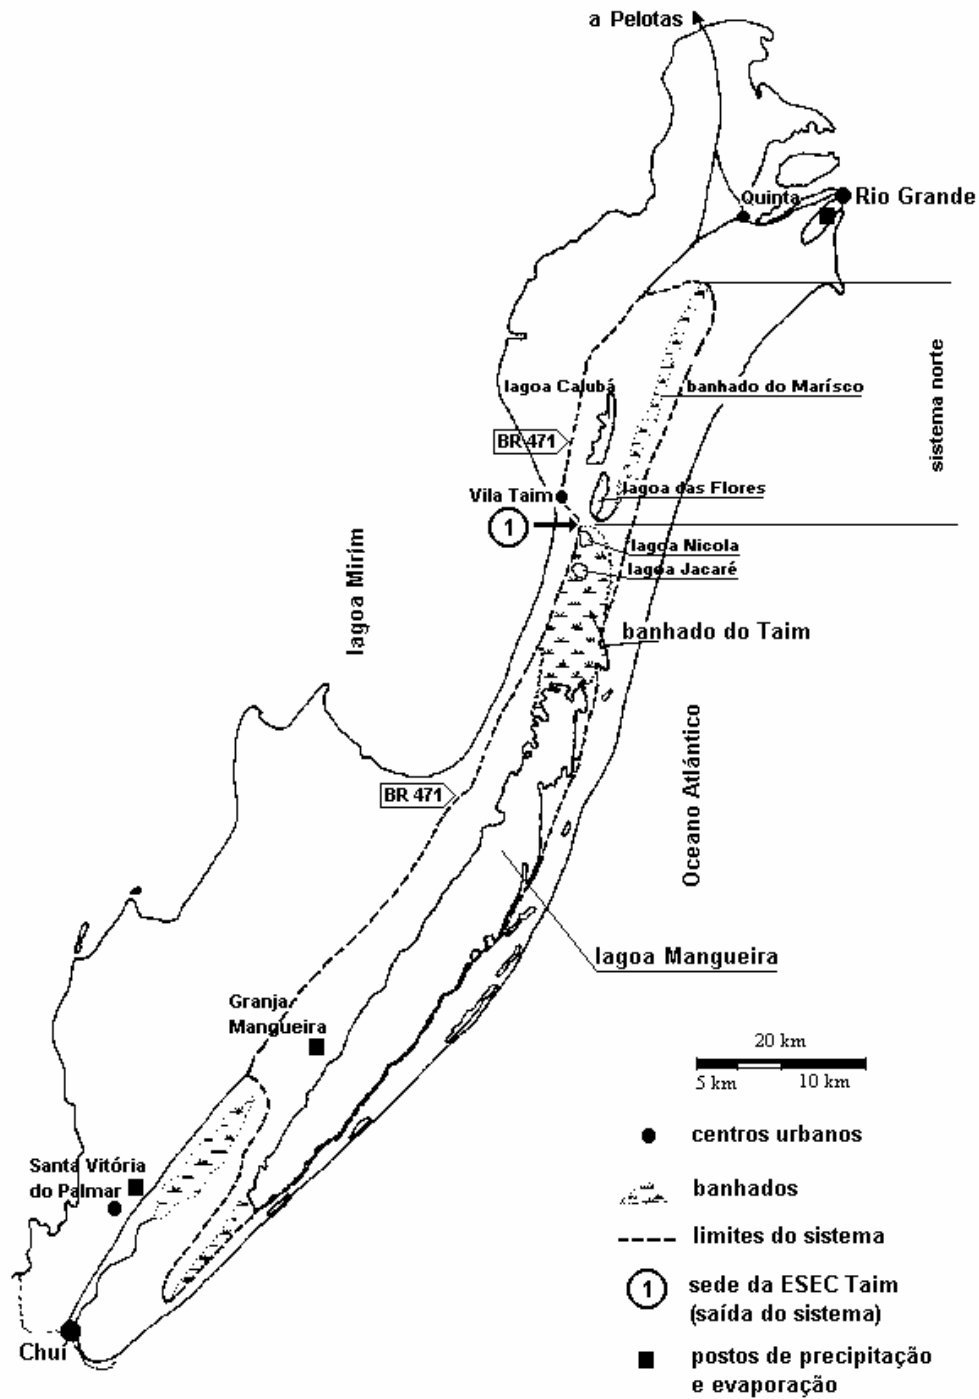 a Pelotas
Quinta
Rio Grande
lagoa Caiubá
banhado do Marísco
sistema norte
BR 471
Vila Taim
lagoa das Flores
1
lagoa Nicola
lagoa Jacaré
lagoa Mirím
banhado do Taim
Oceano Atlántico
BR 471
lagoa Mangueira
Granja
Mangueira
20 km
5 km
10 km
centros urbanos
Santa Vitória
do Palmar
banhados
limites do sistema
1
sede da ESEC Taim
(saída do sistema)
Chuí
postos de precipitação
e evaporação